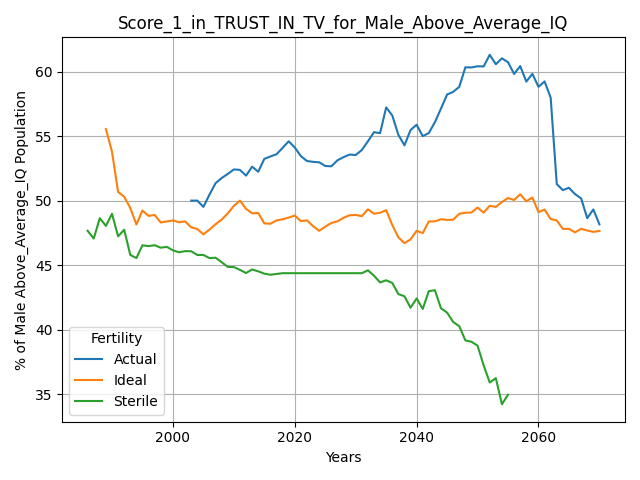 Score_1_in_TRUST_IN_TV_for_Male_Above_Average_IQ
% of Male Above_Average_IQ Population
60
55
50
45
40
35
Fertility
Actual
Ideal
Sterile
2000
2020
2040
2060
Years